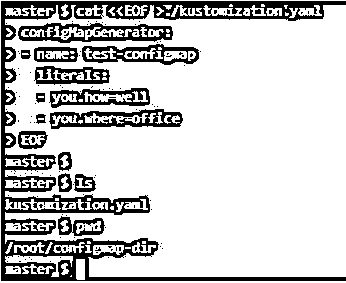 master $ cat <<EOF >./kustomization.yaml
> configMapGenerator:
> - name: test-configmap
>   literals:
>   - you.how=well
>   - you.where=office
> EOF
master $
master $ ls
kustomization.yaml
master $ pwd
/root/configmap-dir
master $